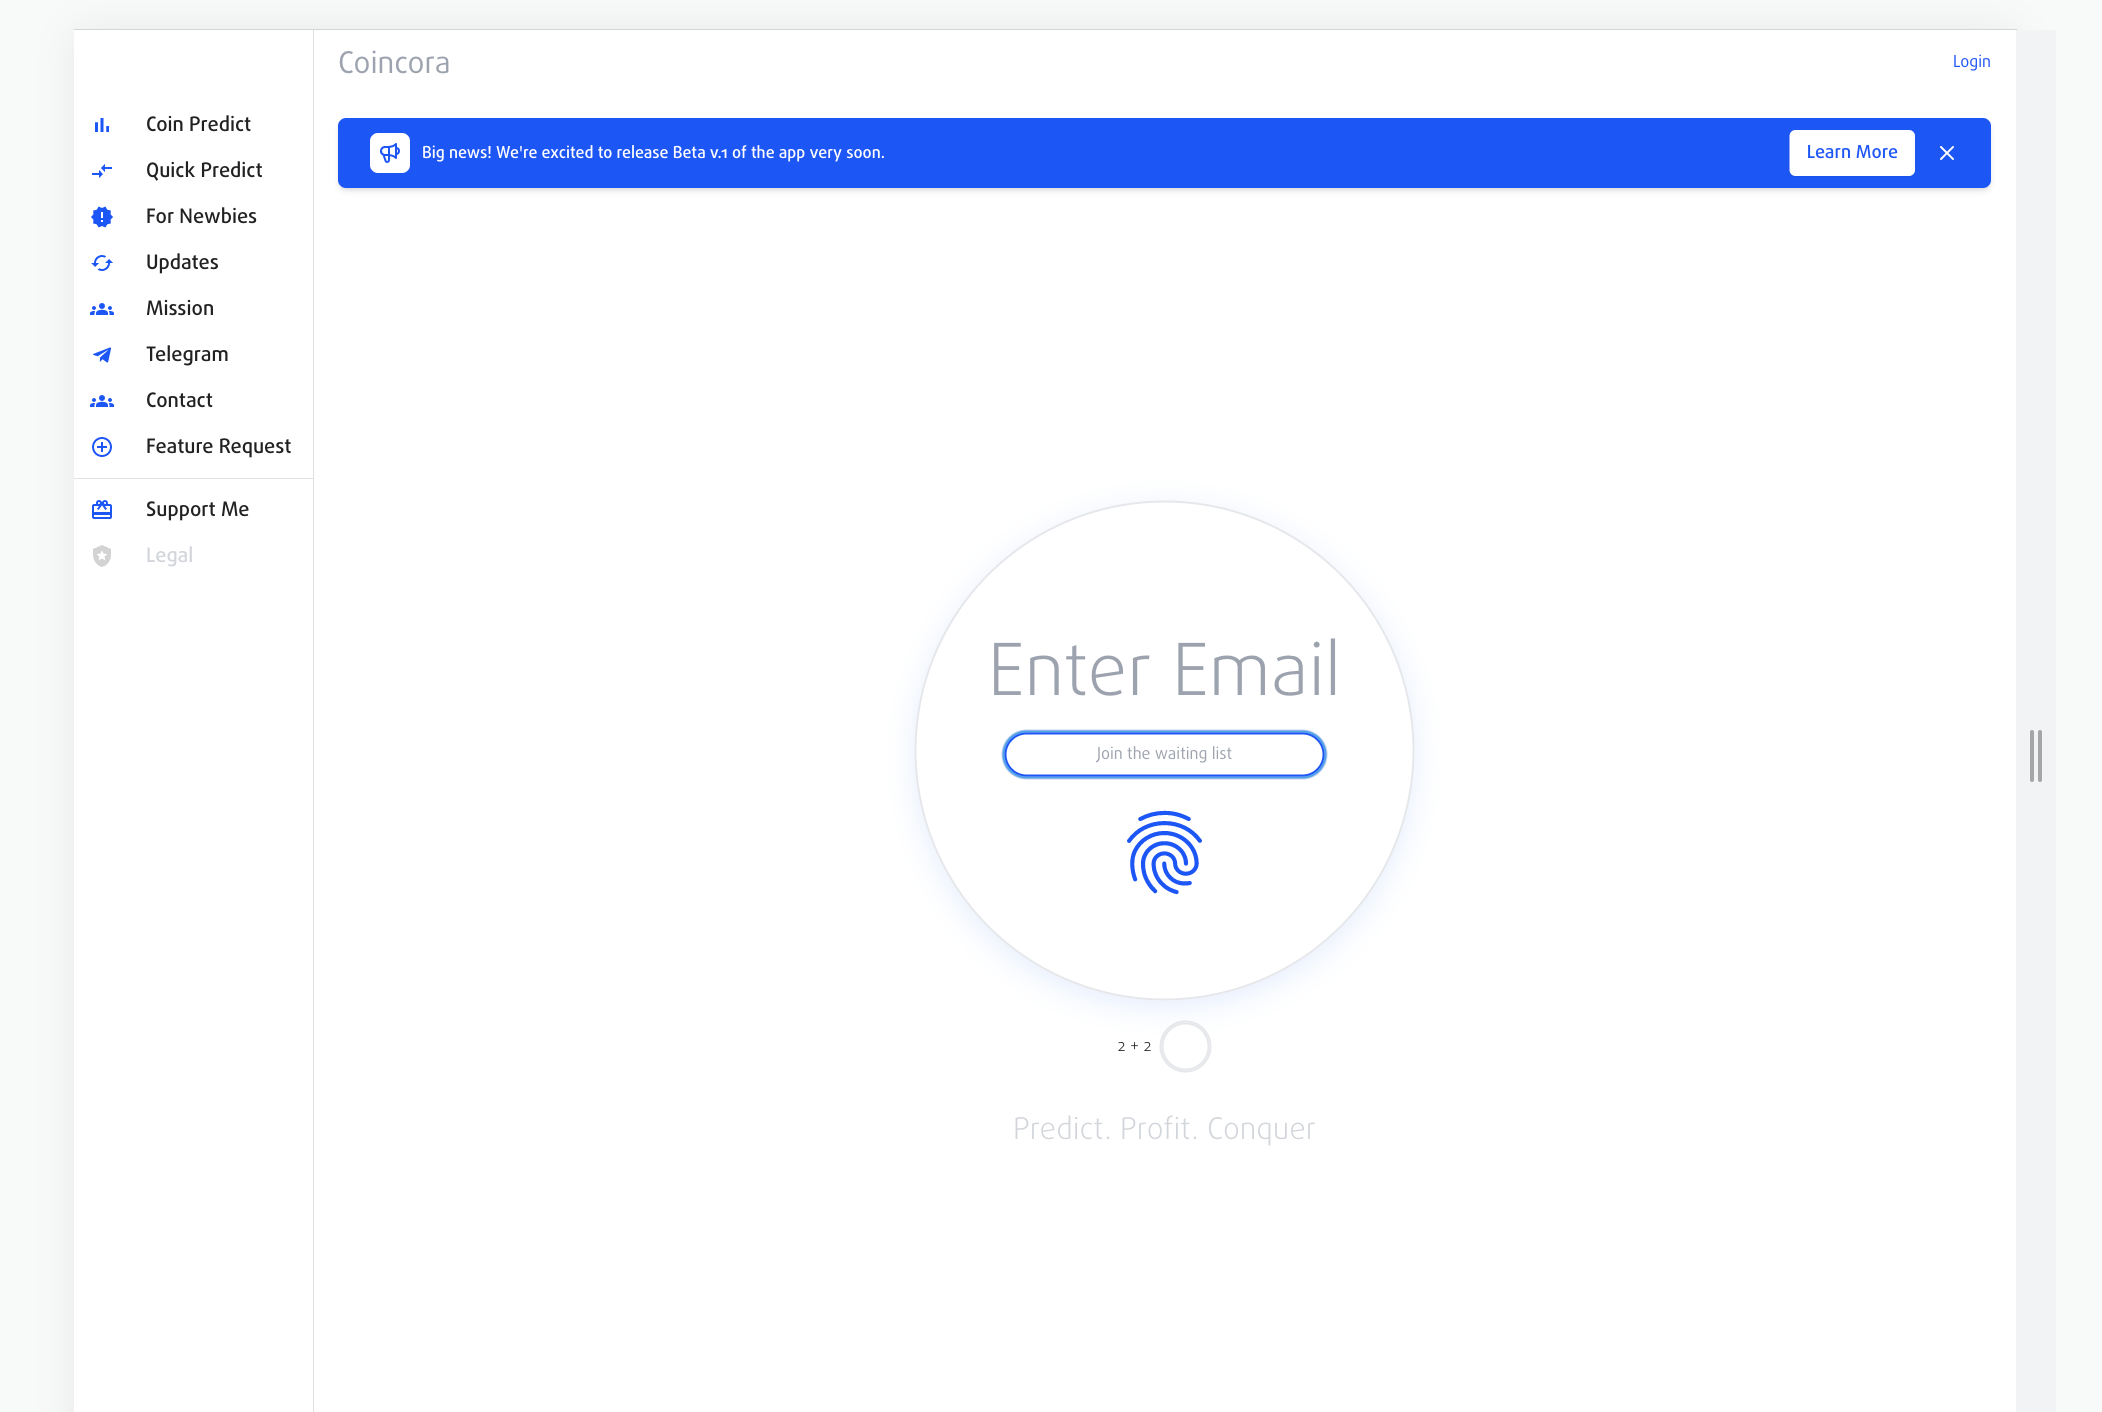 Coincora
Login
Coin Predict
Quick Predict
For Newbies
Updates
Mission
Telegram
Contact
Feature Request
Support Me
Legal
Big news! We're excited to release Beta v.1 of the app very soon.
Learn More
Enter Email
Join the waiting list
2 + 2
Predict. Profit. Conquer